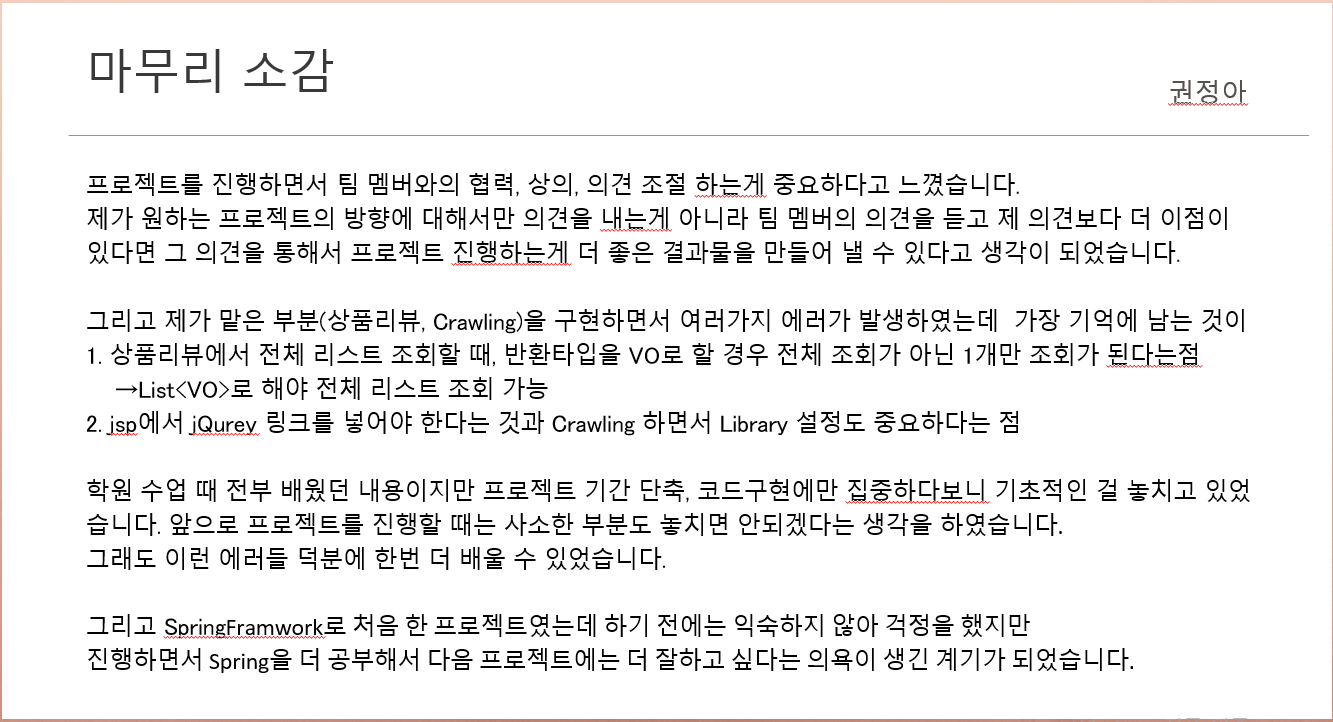 마무리 소감
권정아
프로젝트를 진행하면서 팀 멤버와의 협력, 상의, 의견 조절 하는게 중요하다고 느꼈습니다.
제가 원하는 프로젝트의 방향에 대해서만 의견을 내는게 아니라 팀 멤버의 의견을 듣고 제 의견보다 더 이점이
있다면 그 의견을 통해서 프로젝트 진행하는게 더 좋은 결과물을 만들어 낼 수 있다고 생각이 되었습니다.
그리고 제가 맡은 부분(상품리뷰, Crawling)을 구현하면서 여러가지 에러가 발생하였는데  가장 기억에 남는 것이
1. 상품리뷰에서 전체 리스트 조회할 때, 반환타입을 VO로 할 경우 전체 조회가 아닌 1개만 조회가 된다는점
→List<VO>로 해야 전체 리스트 조회 가능
2. jsp에서 jQurey 링크를 넣어야 한다는 것과 Crawling 하면서 Library 설정도 중요하다는 점
학원 수업 때 전부 배웠던 내용이지만 프로젝트 기간 단축, 코드구현에만 집중하다보니 기초적인 걸 놓치고 있었
습니다. 앞으로 프로젝트를 진행할 때는 사소한 부분도 놓치면 안되겠다는 생각을 하였습니다.
그래도 이런 에러들 덕분에 한번 더 배울 수 있었습니다.
그리고 SpringFramwork로 처음 한 프로젝트였는데 하기 전에는 익숙하지 않아 걱정을 했지만
진행하면서 Spring을 더 공부해서 다음 프로젝트에는 더 잘하고 싶다는 의욕이 생긴 계기가 되었습니다.